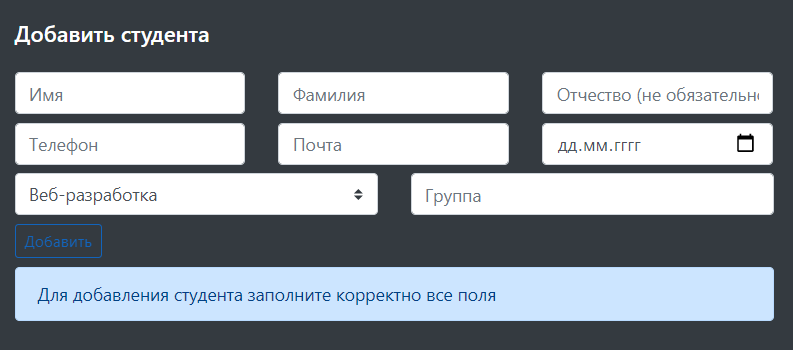 Добавить студента
Имя
Фамилия
Отчество (не обязательн
Телефон
Почта
дд.мм.гггг
Веб-разработка
Группа
Добавить
Для добавления студента заполните корректно все поля